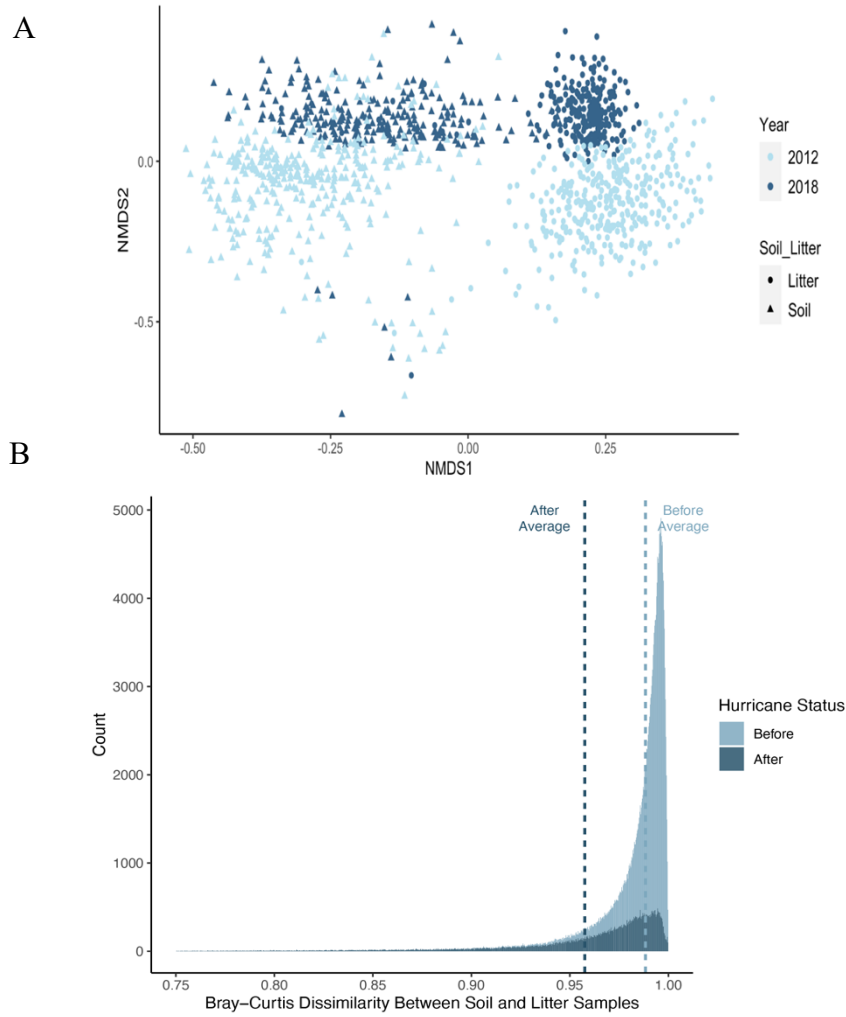 A
NMDS2
0.0
-0.5
-0.50
-0.25
0.00
0.25
NMDS1
Year
2012
2018
Soil_Litter
Litter
Soil
B
Count
5000
4000
3000
2000
1000
0
After
Average
Before
Average
0.75
0.80
0.85
0.90
0.95
1.00
Bray−Curtis Dissimilarity Between Soil and Litter Samples
Hurricane Status
Before
After